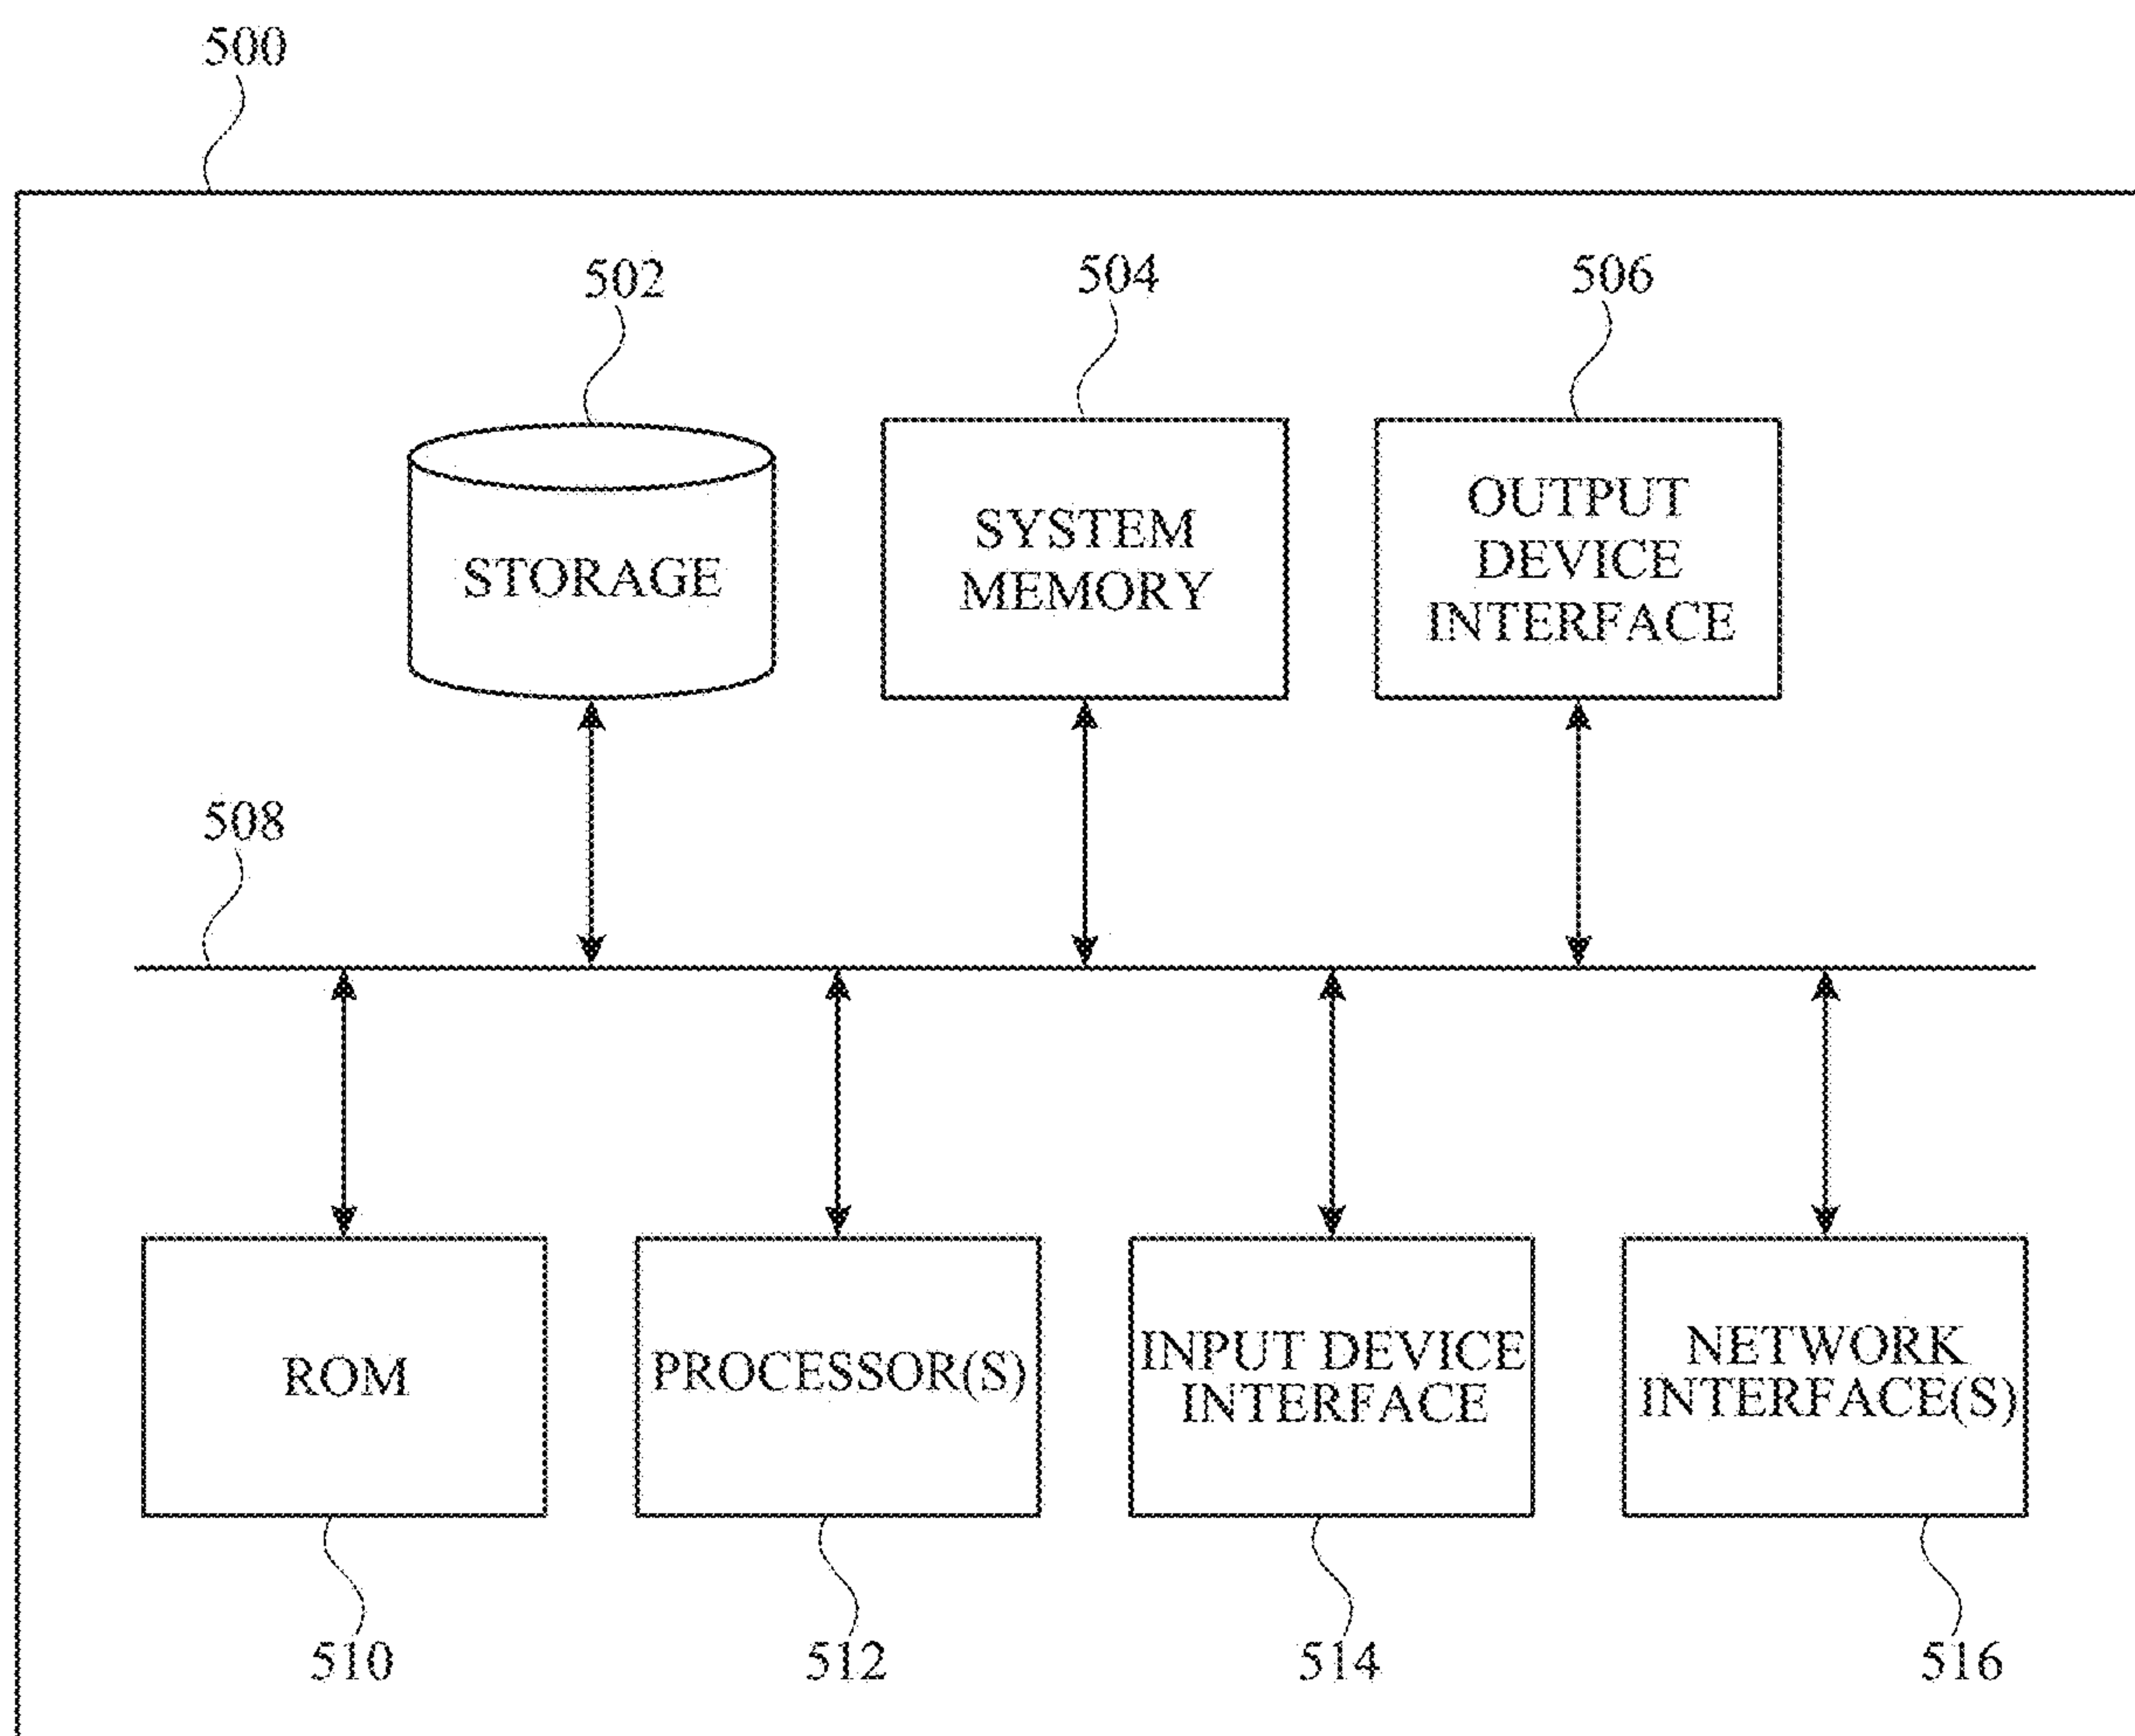 500
502
504
506
STORAGE
SYSTEM
MEMORY
OUTPUT
DEVICE
INTERFACE
508
ROM
PROCESSOR(S)
INPUT DEVICE
INTERFACE
NETWORK
INTERFACE(S)
510
512
514
516